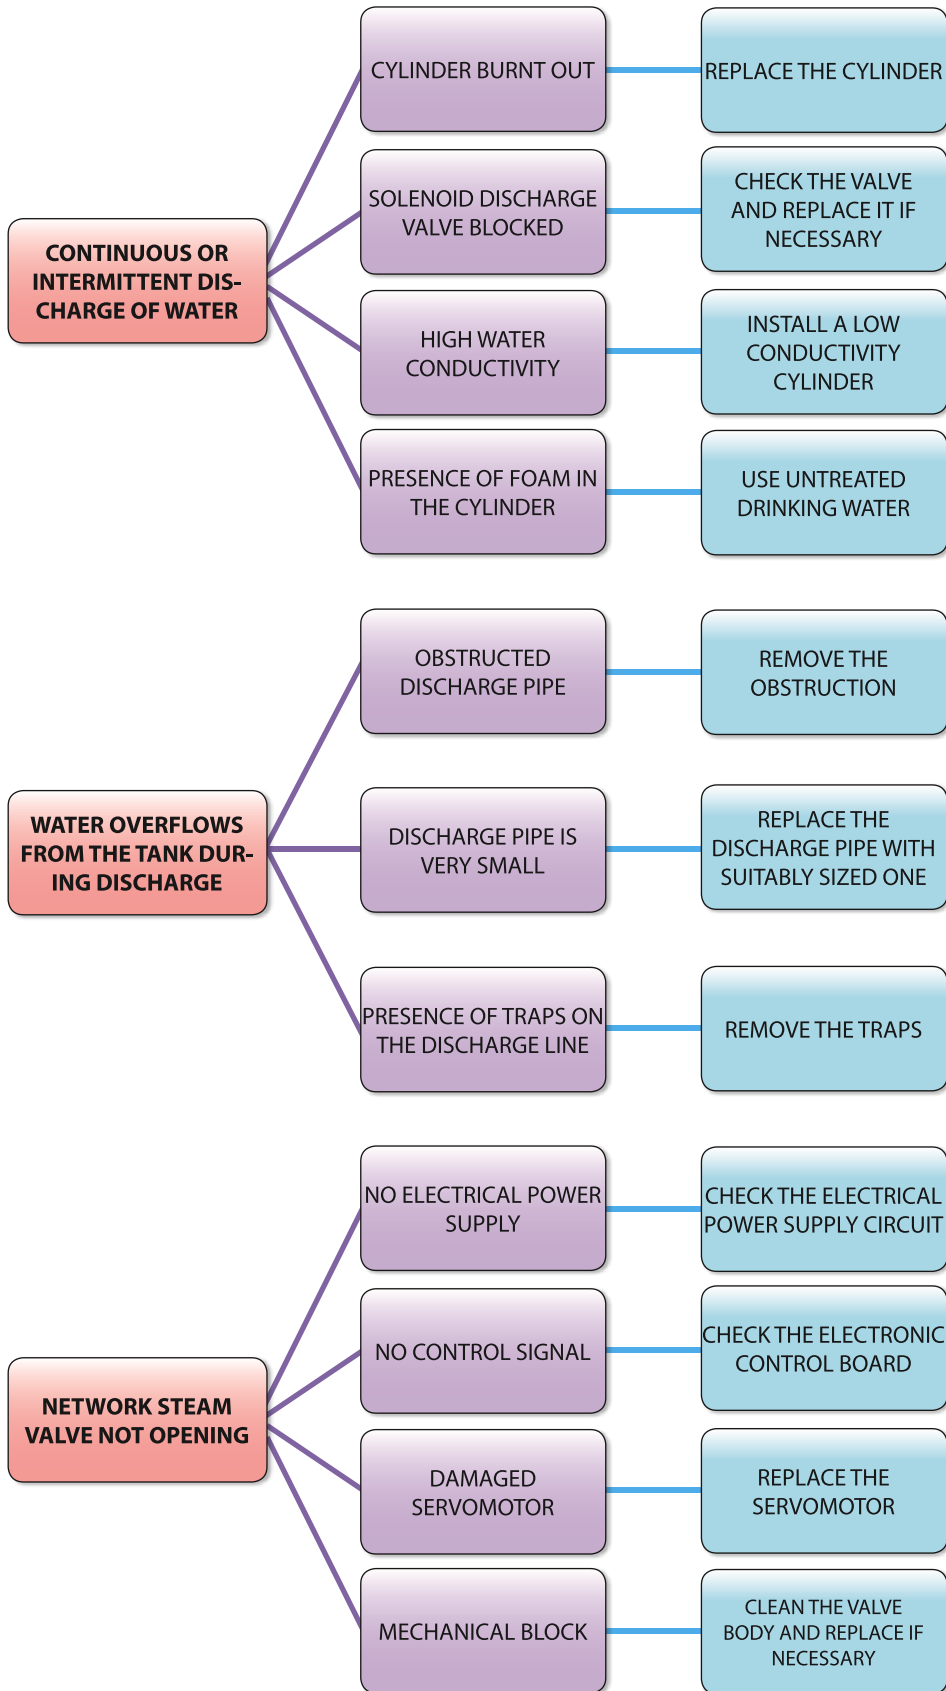 CONTINUOUS OR
INTERMITTENT DIS-
CHARGE OF WATER
CYLINDER BURNT OUT
REPLACE THE CYLINDER
SOLENOID DISCHARGE
VALVE BLOCKED
CHECK THE VALVE
AND REPLACE IT IF
NECESSARY
HIGH WATER
CONDUCTIVITY
INSTALL A LOW
CONDUCTIVITY
CYLINDER
PRESENCE OF FOAM IN
THE CYLINDER
USE UNTREATED
DRINKING WATER
WATER OVERFLOWS
FROM THE TANK DUR-
ING DISCHARGE
OBSTRUCTED
DISCHARGE PIPE
REMOVE THE
OBSTRUCTION
DISCHARGE PIPE IS
VERY SMALL
REPLACE THE
DISCHARGE PIPE WITH
SUITABLY SIZED ONE
PRESENCE OF TRAPS ON
THE DISCHARGE LINE
REMOVE THE TRAPS
NETWORK STEAM
VALVE NOT OPENING
NO ELECTRICAL POWER
SUPPLY
CHECK THE ELECTRICAL
POWER SUPPLY CIRCUIT
NO CONTROL SIGNAL
CHECK THE ELECTRONIC
CONTROL BOARD
DAMAGED
SERVOMOTOR
REPLACE THE
SERVOMOTOR
MECHANICAL BLOCK
CLEAN THE VALVE
BODY AND REPLACE IF
NECESSARY